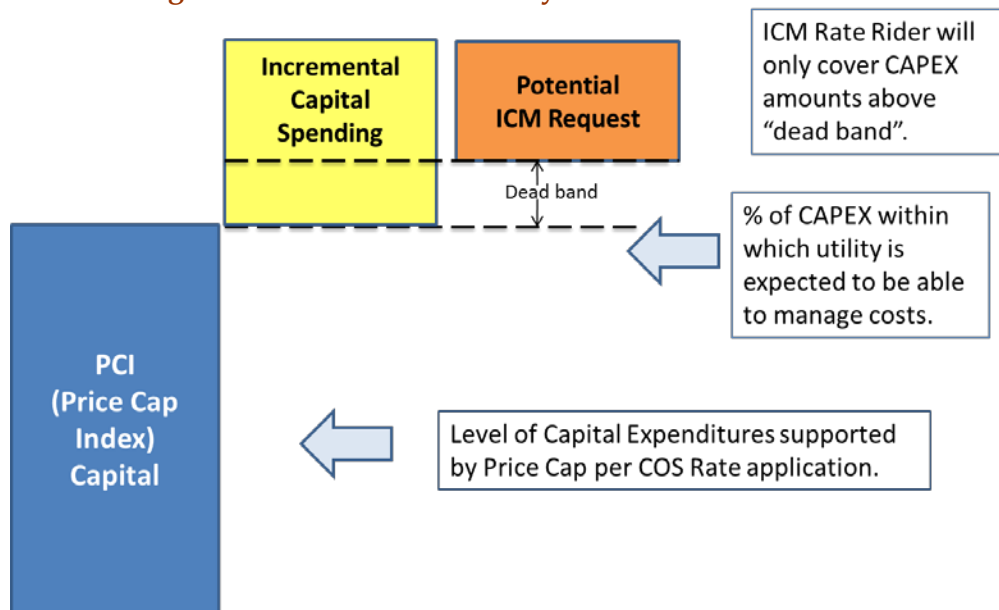 Incremental
Capital
Spending
Potential
ICM Request
ICM Rate Rider will
only cover CAPEX
amounts above
“dead band”.
Dead band
% of CAPEX within
which utility is
expected to be able
to manage costs.
PCI
(Price Cap
Index)
Capital
Level of Capital Expenditures supported
by Price Cap per COS Rate application.